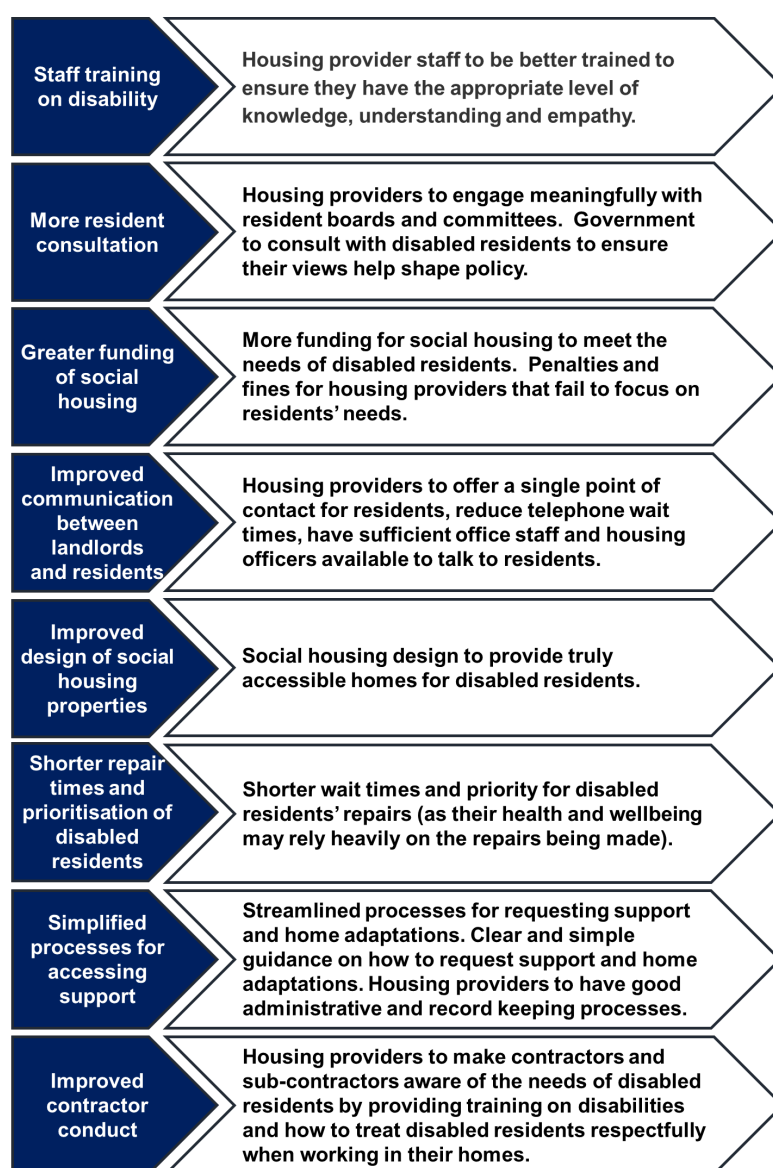 Staff training
on disability
Housing provider staff to be better trained to
ensure they have the appropriate level of
knowledge, understanding and empathy.
More resident
consultation
Housing providers to engage meaningfully with
resident boards and committees.  Government
to consult with disabled residents to ensure
their views help shape policy.
Greater funding
of social
housing
More funding for social housing to meet the
needs of disabled residents.  Penalties and
fines for housing providers that fail to focus on
residents’ needs.
Improved
communication
between
landlords
and residents
Housing providers to offer a single point of
contact for residents, reduce telephone wait
times, have sufficient office staff and housing
officers available to talk to residents.
Improved
design of social
housing
properties
Social housing design to provide truly
accessible homes for disabled residents.
Shorter repair
times and
prioritisation of
disabled
residents
Shorter wait times and priority for disabled
residents’ repairs (as their health and wellbeing
may rely heavily on the repairs being made).
Simplified
processes for
accessing
support
Streamlined processes for requesting support
and home adaptations. Clear and simple
guidance on how to request support and home
adaptations. Housing providers to have good
administrative and record keeping processes.
Improved
contractor
conduct
Housing providers to make contractors and
sub-contractors aware of the needs of disabled
residents by providing training on disabilities
and how to treat disabled residents respectfully
when working in their homes.